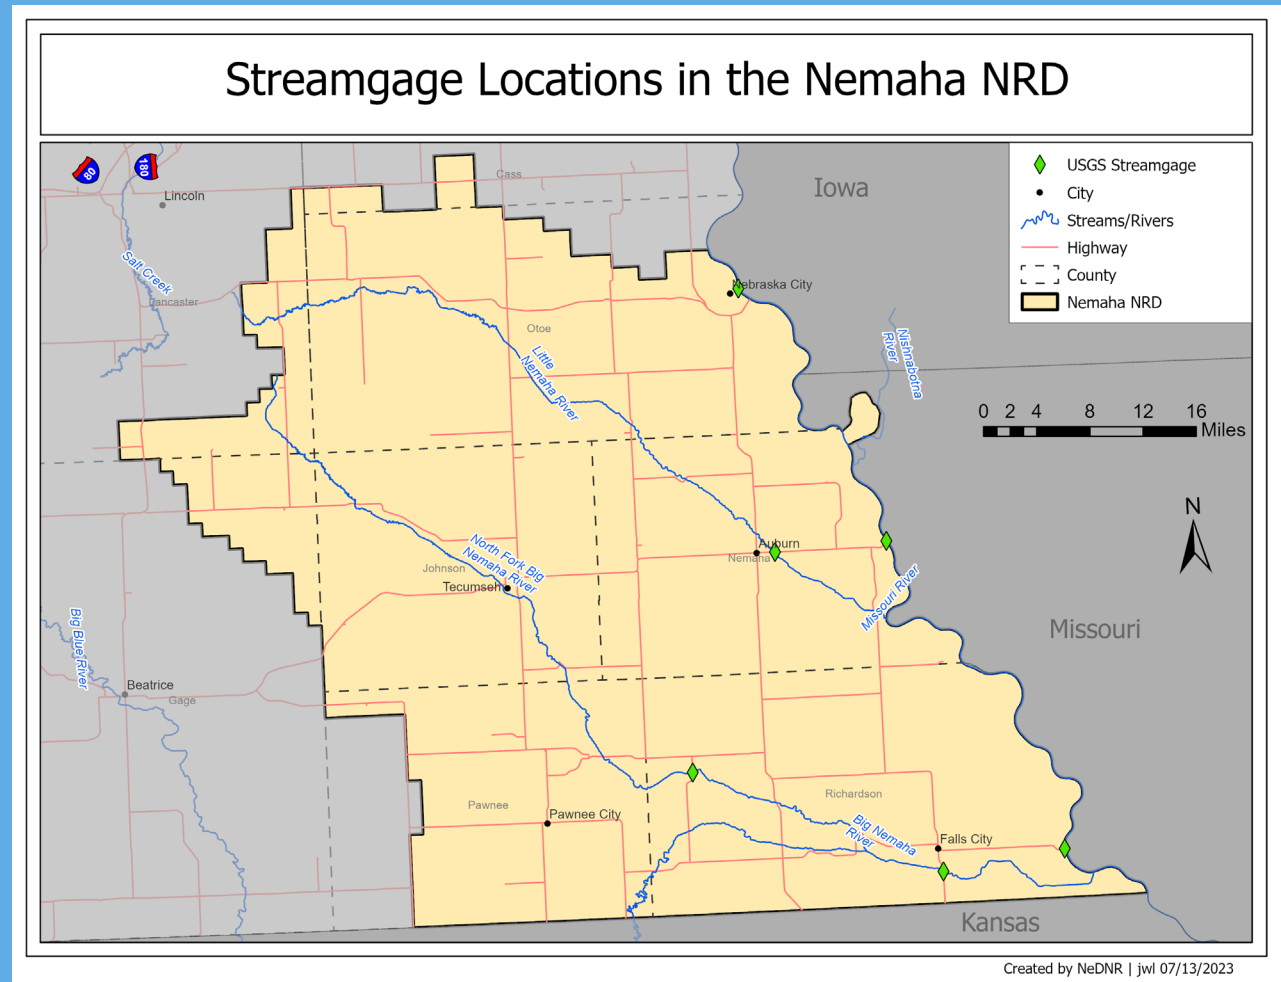 Streamgage Locations in the Nemaha NRD
80
180
Lincoln
Cass
Iowa
USGS Streamgage
City
Streams/Rivers
Highway
County
Nemaha NRD
Salt Creek
Lancaster
Nebraska City
Otoe
Little
Nemaha River
Nishnabotna
River
0 2 4 8 12 16
Miles
N
Auburn
Nemaha
North Fork Big
Nemaha River
Johnson
Tecumseh
Missouri River
Missouri
Big Blue River
Beatrice
Gage
Pawnee
Pawnee City
Richardson
Big Nemaha
River
Falls City
Kansas
Created by NeDNR | jwl 07/13/2023